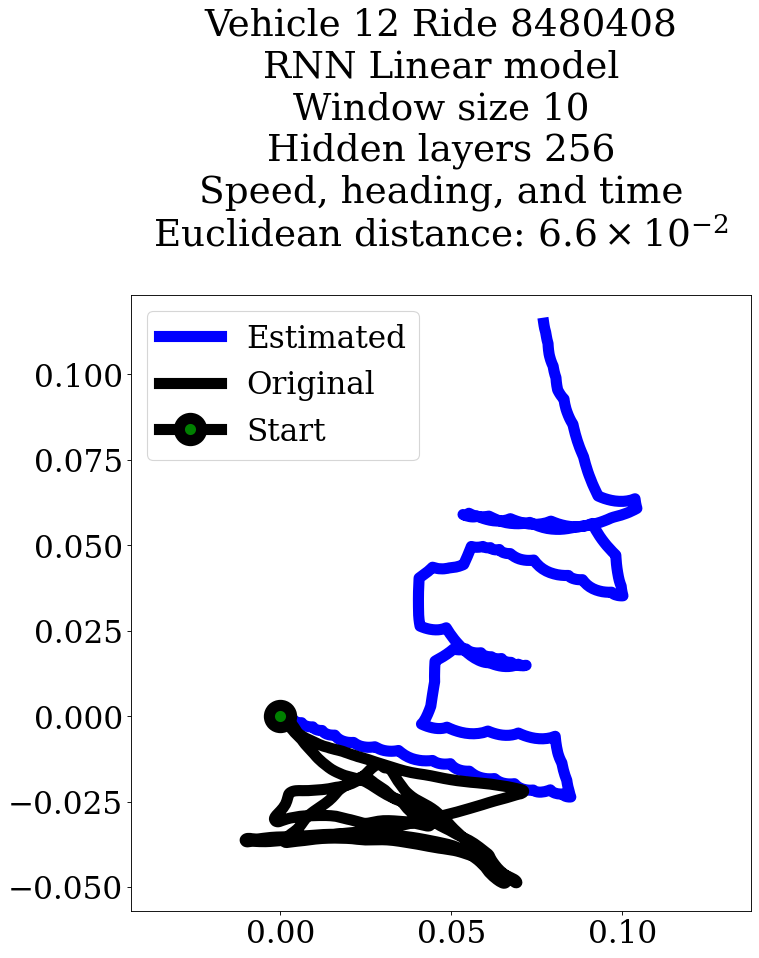 Vehicle 12 Ride 8480408
RNN Linear model
Window size 10
Hidden layers 256
Speed, heading, and time
Euclidean distance: 6.6 × 10⁻²
Estimated
Original
Start
0.100
0.075
0.050
0.025
0.000
−0.025
−0.050
0.00 0.05 0.10